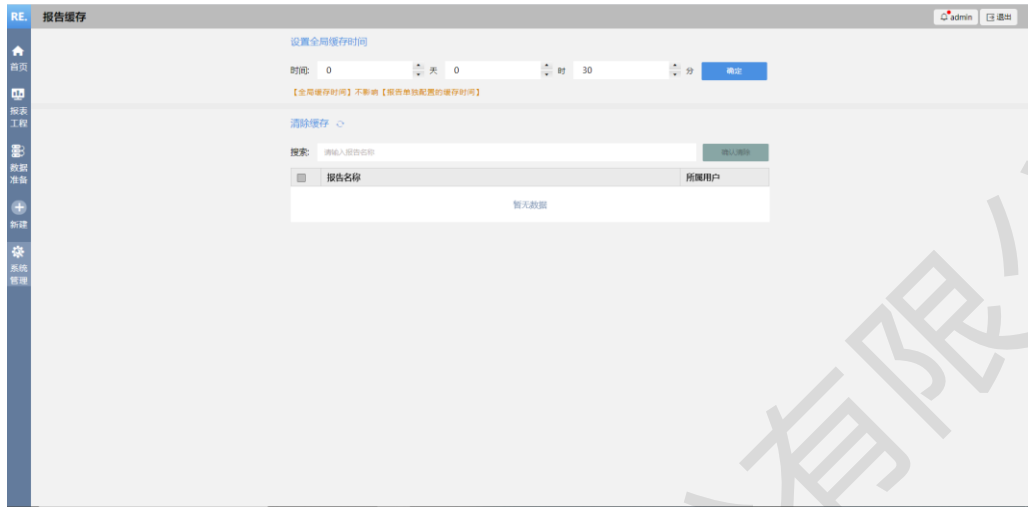 RE.
报告缓存
admin
退出
首页
报表
工程
数据
准备
新建
系统
管理
设置全局缓存时间
时间: 0 天 0 时 30 分 确定
【全局缓存时间】不影响【报告单独配置的缓存时间】
清除缓存
搜索: 请输入报告名称 确认清除
报告名称 所属用户
暂无数据
有限